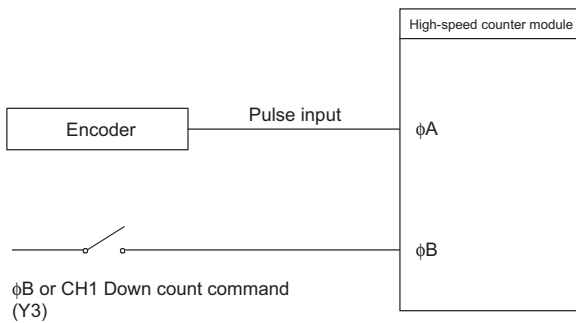 High-speed counter module
Pulse input
Encoder
ϕA
ϕB
ϕB or CH1 Down count command
(Y3)